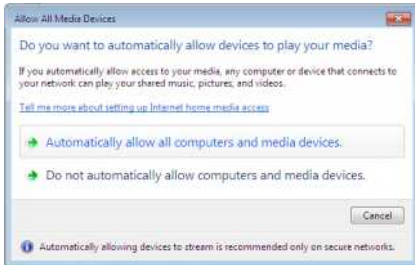 Allow All Media Devices
Do you want to automatically allow devices to play your media?
If you automatically allow access to your media, any computer or device that connects to
your network can play your shared music, pictures, and videos.
Tell me more about setting up Internet home media access
Automatically allow all computers and media devices.
Do not automatically allow computers and media devices.
Cancel
Automatically allowing devices to stream is recommended only on secure networks.